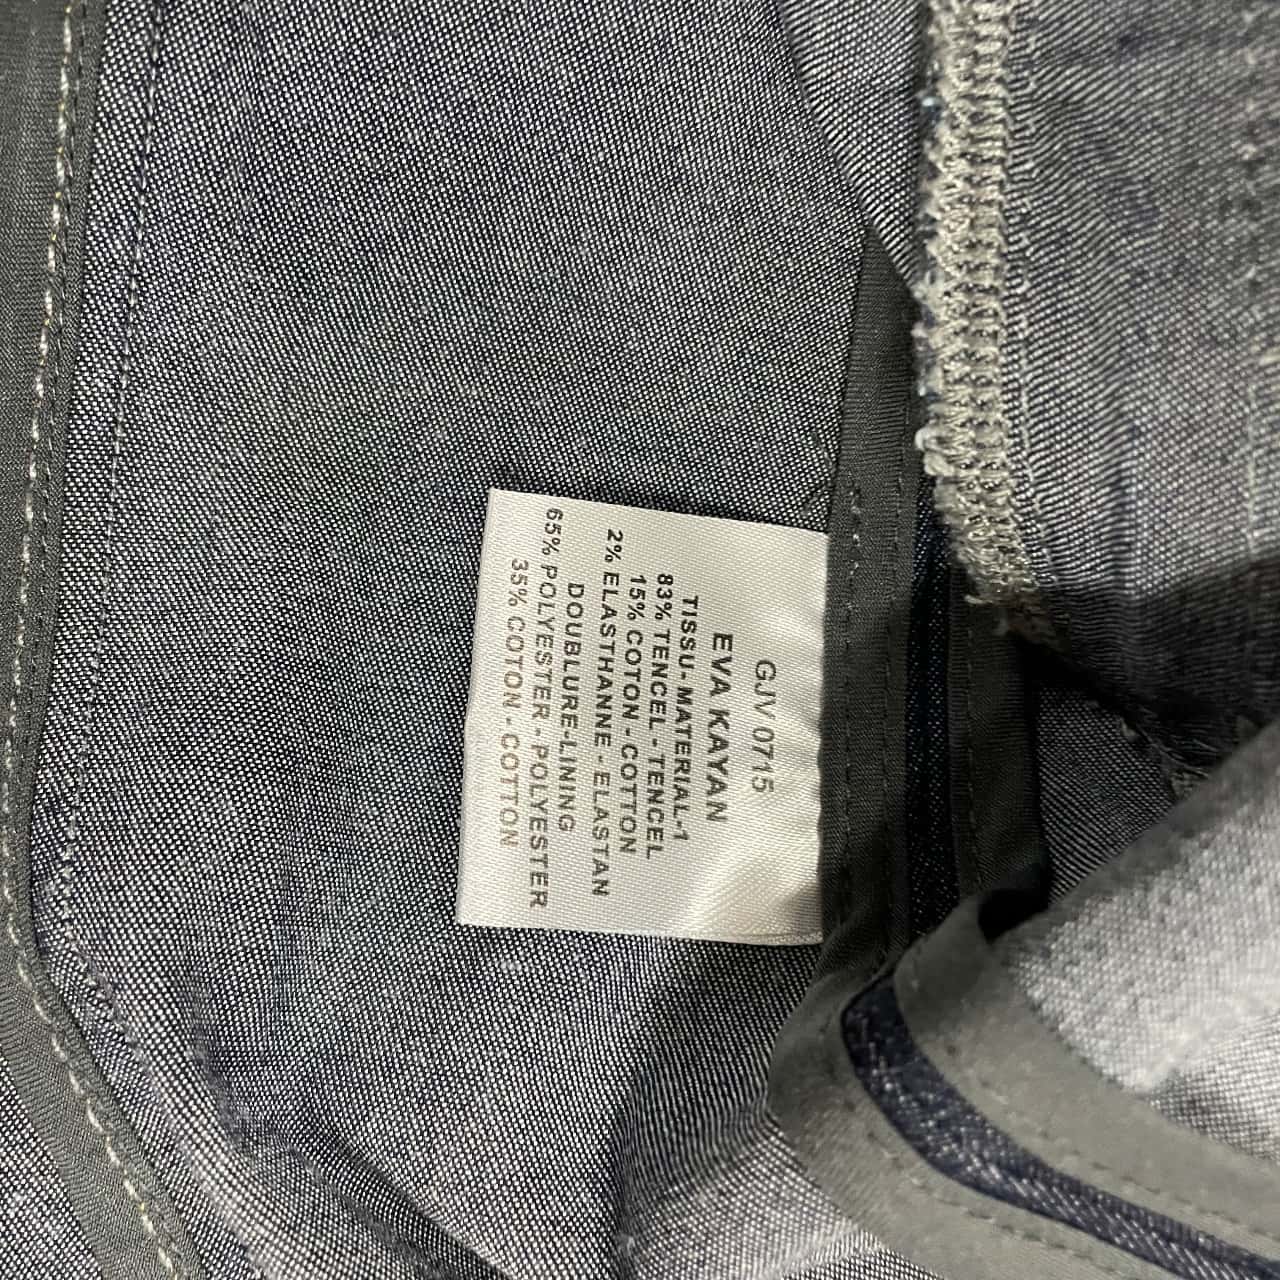 GJV 0715
EVA KAYAN
TISSU-MATERIAL-1
83% TENCEL - TENCEL
15% COTON - COTTON
2% ELASTHANNE - ELASTAN
DOUBLURE-LINING
65% POLYESTER - POLYESTER
35% COTON - COTTON